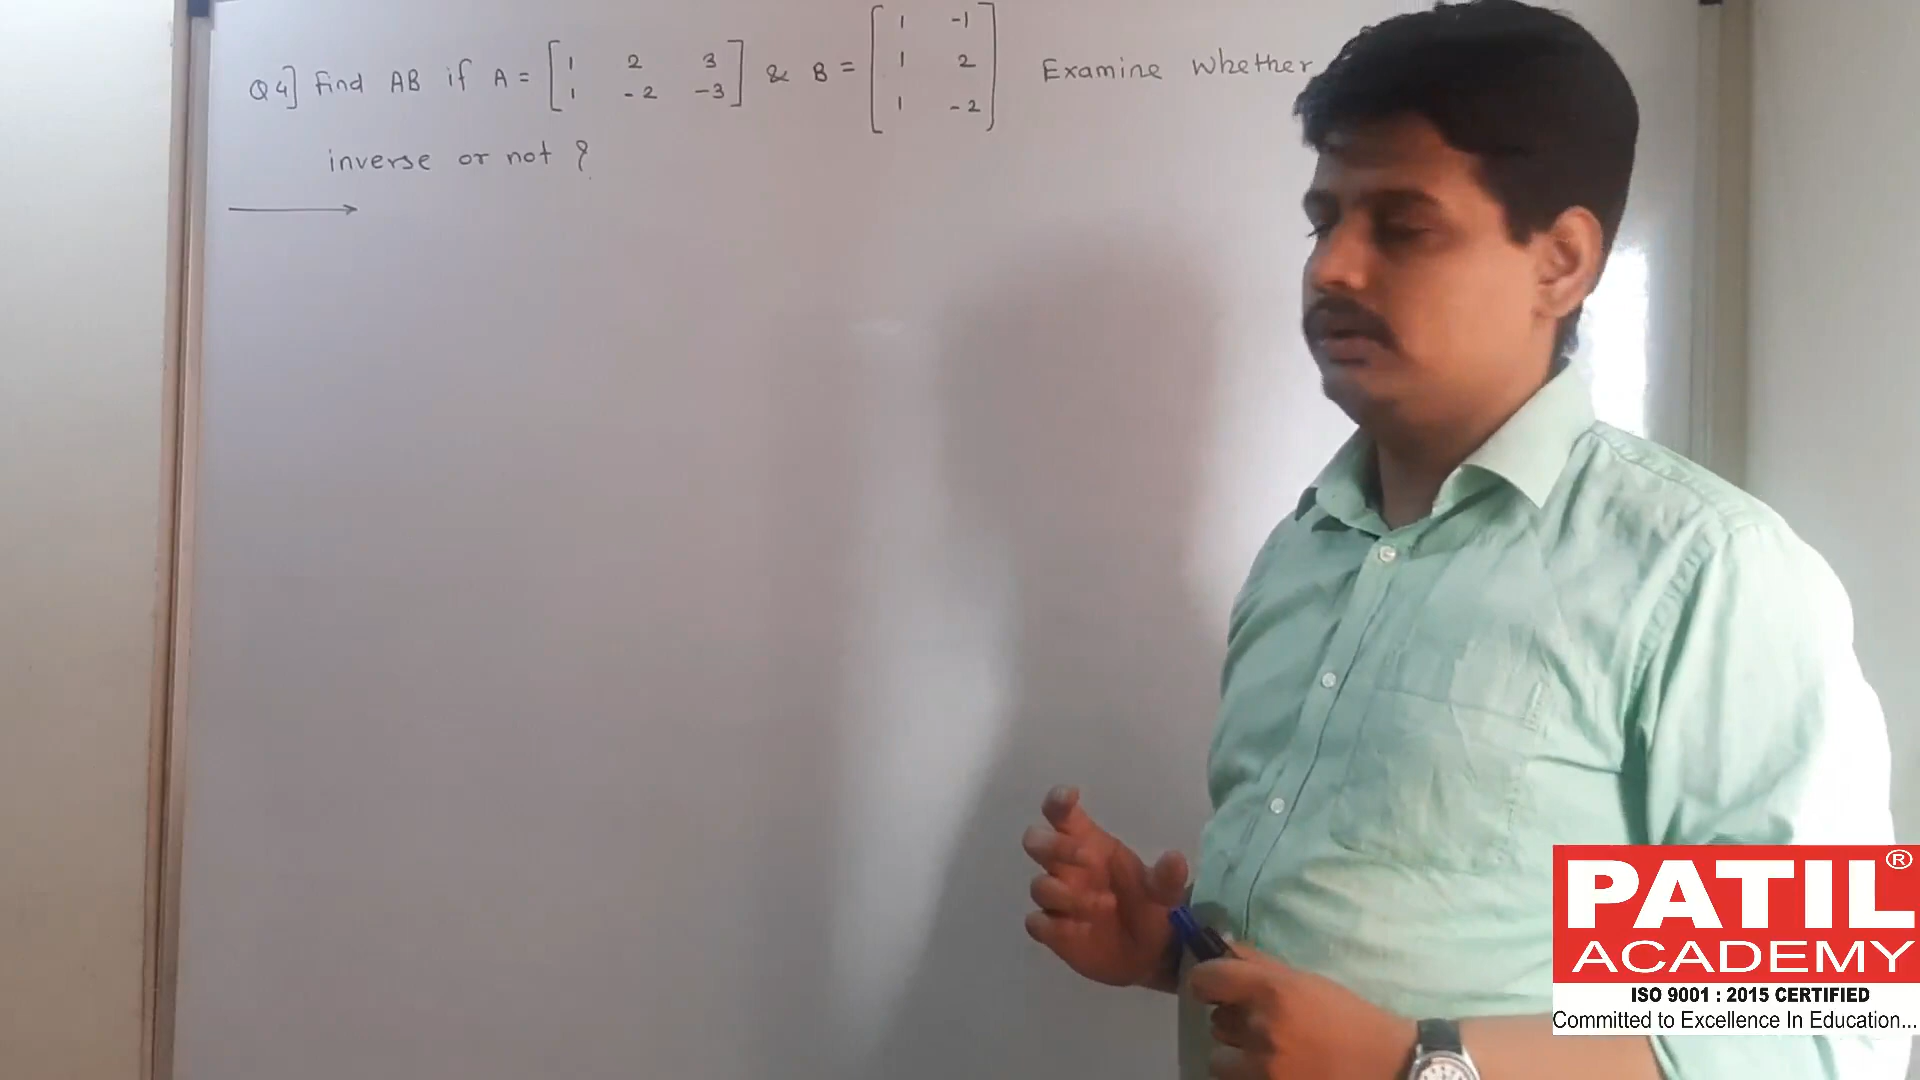 Q4] Find AB if A = [ 1 2 3 & B = [ 1 -1 Examine Whether
1 -2 -3 ] 1 2
1 -2 ]
inverse or not ?
PATIL®
ACADEMY
ISO 9001 : 2015 CERTIFIED
Committed to Excellence In Education...